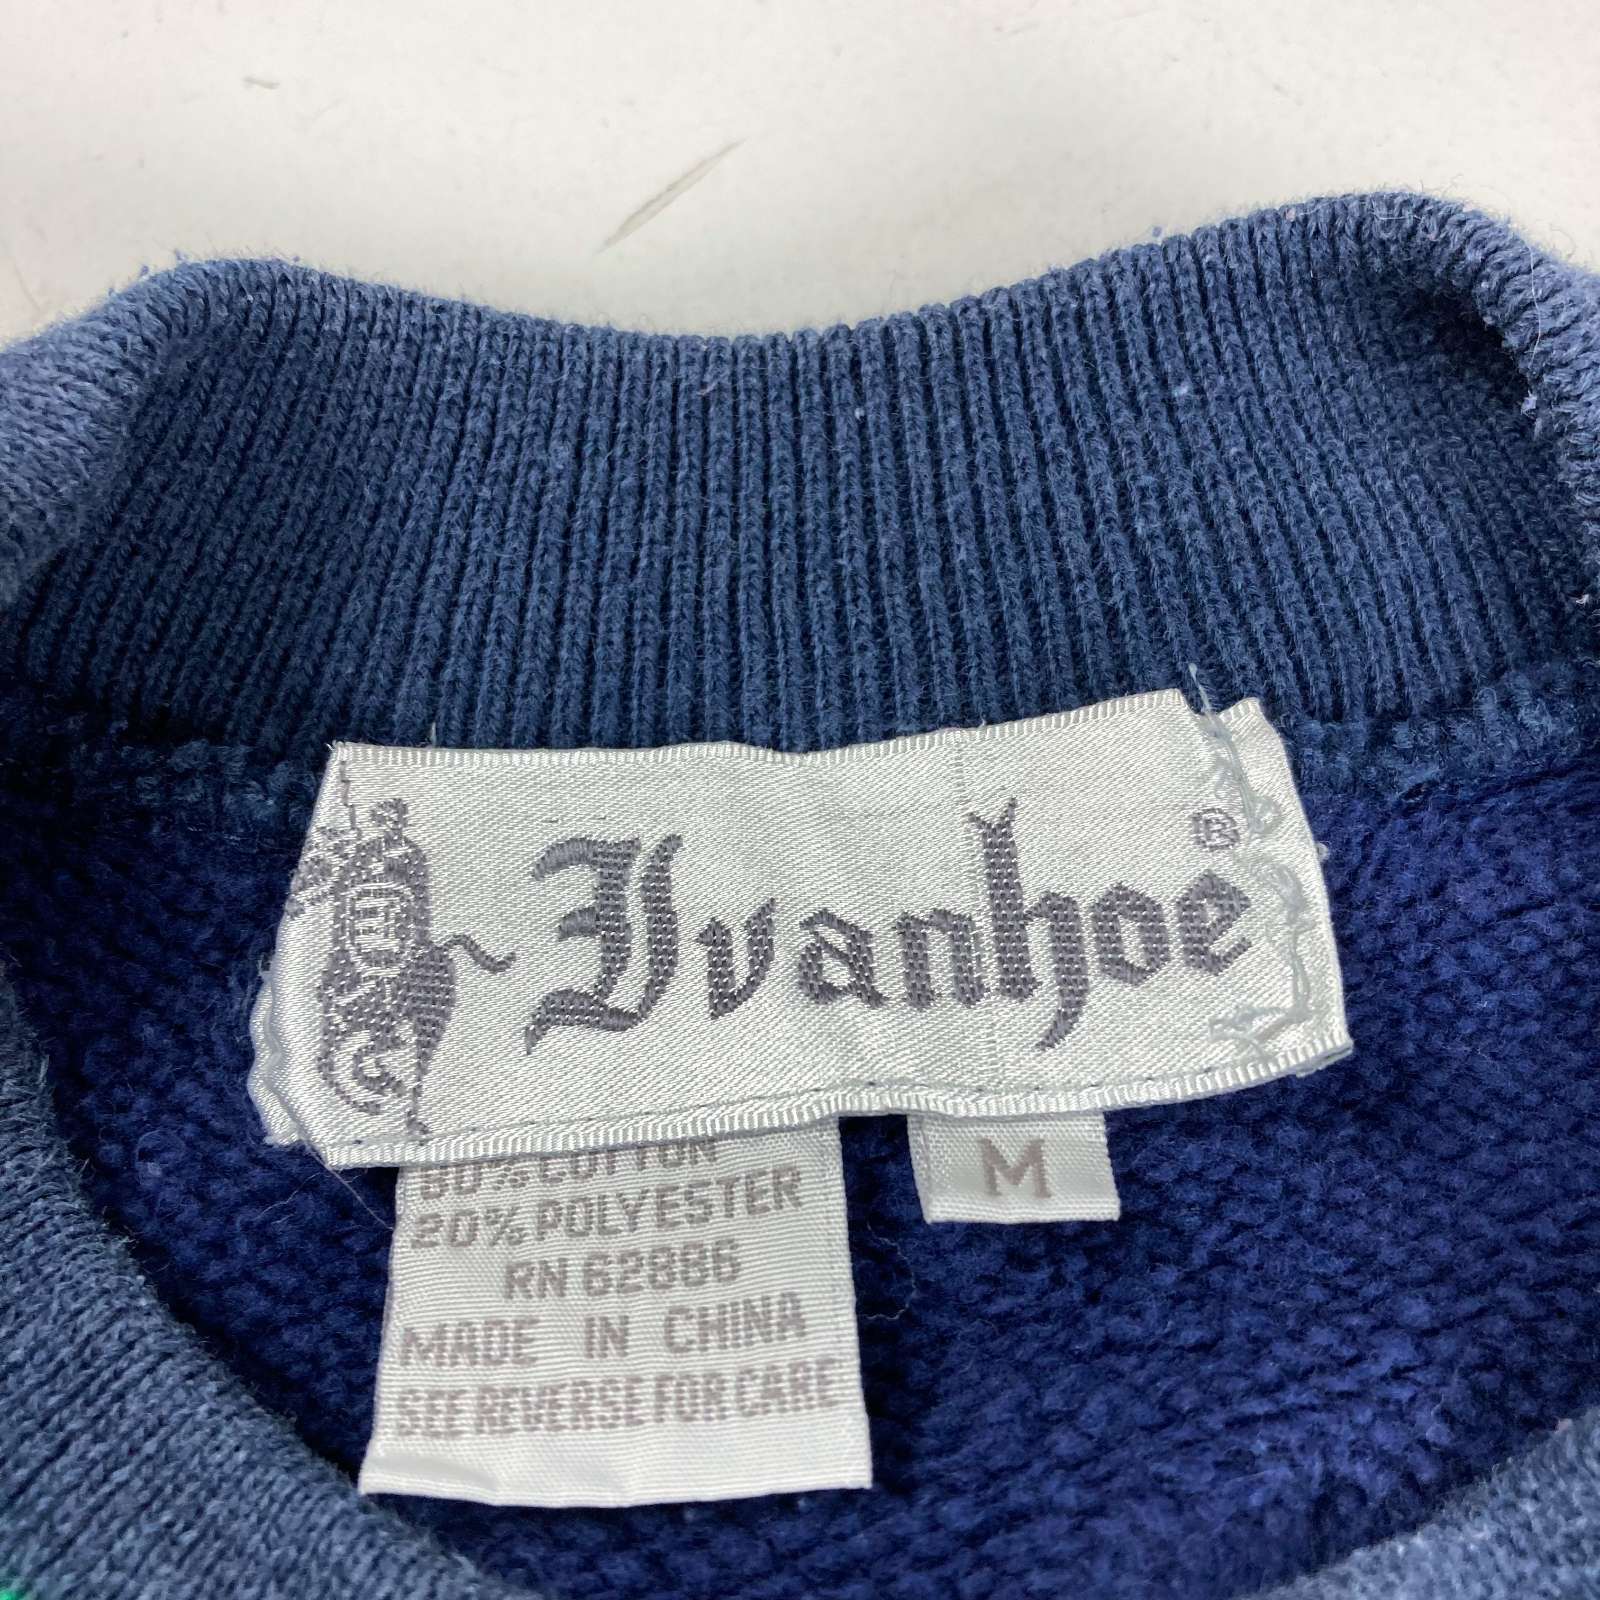 Ivanhoe ®
M
80% COTTON
20% POLYESTER
RN 62886
MADE IN CHINA
SEE REVERSE FOR CARE